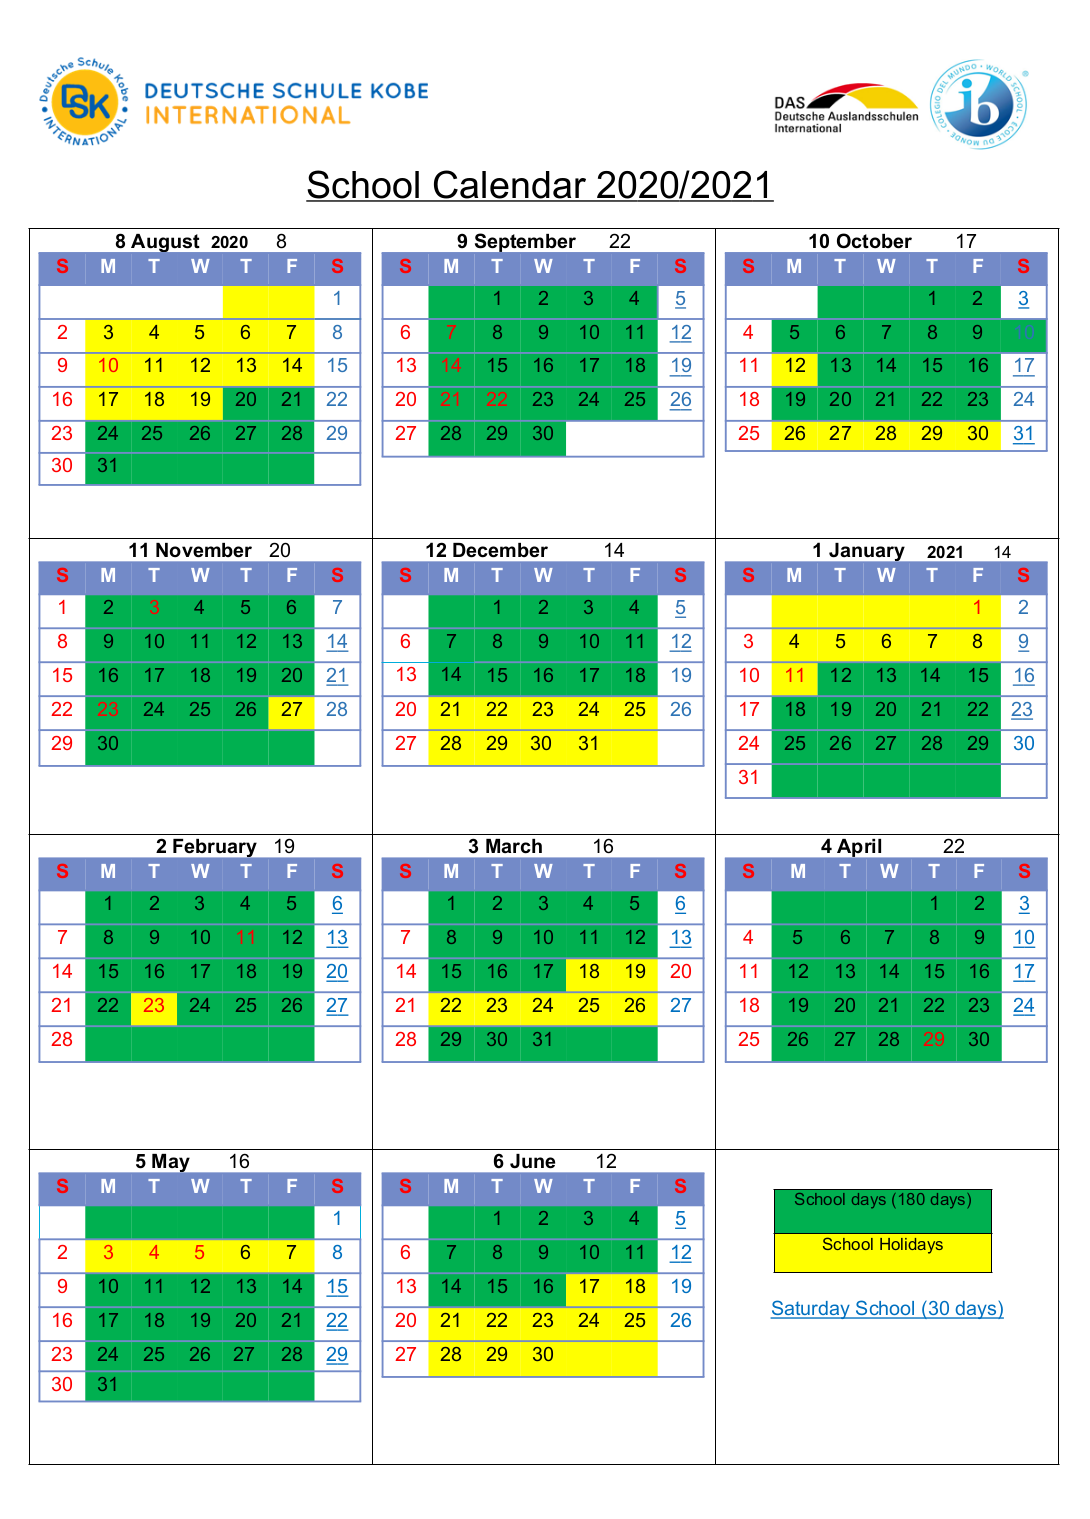 Deutsche Schule Kobe
DSK
INTERNATIONAL
DEUTSCHE SCHULE KOBE
INTERNATIONAL
DAS
Deutsche Auslandsschulen
International
COLEGIO DEL MUNDO • WORLD SCHOOL • ECOLE DU MONDE •
ib
®
School Calendar 2020/2021
8 August 2020 8
S M T W T F S
1
2 3 4 5 6 7 8
9 10 11 12 13 14 15
16 17 18 19 20 21 22
23 24 25 26 27 28 29
30 31
9 September 22
S M T W T F S
1 2 3 4 5
6 7 8 9 10 11 12
13 14 15 16 17 18 19
20 21 22 23 24 25 26
27 28 29 30
10 October 17
S M T W T F S
1 2 3
4 5 6 7 8 9 10
11 12 13 14 15 16 17
18 19 20 21 22 23 24
25 26 27 28 29 30 31
11 November 20
S M T W T F S
1 2 3 4 5 6 7
8 9 10 11 12 13 14
15 16 17 18 19 20 21
22 23 24 25 26 27 28
29 30
12 December 14
S M T W T F S
1 2 3 4 5
6 7 8 9 10 11 12
13 14 15 16 17 18 19
20 21 22 23 24 25 26
27 28 29 30 31
1 January 2021 14
S M T W T F S
1 2
3 4 5 6 7 8 9
10 11 12 13 14 15 16
17 18 19 20 21 22 23
24 25 26 27 28 29 30
31
2 February 19
S M T W T F S
1 2 3 4 5 6
7 8 9 10 11 12 13
14 15 16 17 18 19 20
21 22 23 24 25 26 27
28
3 March 16
S M T W T F S
1 2 3 4 5 6
7 8 9 10 11 12 13
14 15 16 17 18 19 20
21 22 23 24 25 26 27
28 29 30 31
4 April 22
S M T W T F S
1 2 3
4 5 6 7 8 9 10
11 12 13 14 15 16 17
18 19 20 21 22 23 24
25 26 27 28 29 30
5 May 16
S M T W T F S
1
2 3 4 5 6 7 8
9 10 11 12 13 14 15
16 17 18 19 20 21 22
23 24 25 26 27 28 29
30 31
6 June 12
S M T W T F S
1 2 3 4 5
6 7 8 9 10 11 12
13 14 15 16 17 18 19
20 21 22 23 24 25 26
27 28 29 30
School days (180 days)
School Holidays
Saturday School (30 days)